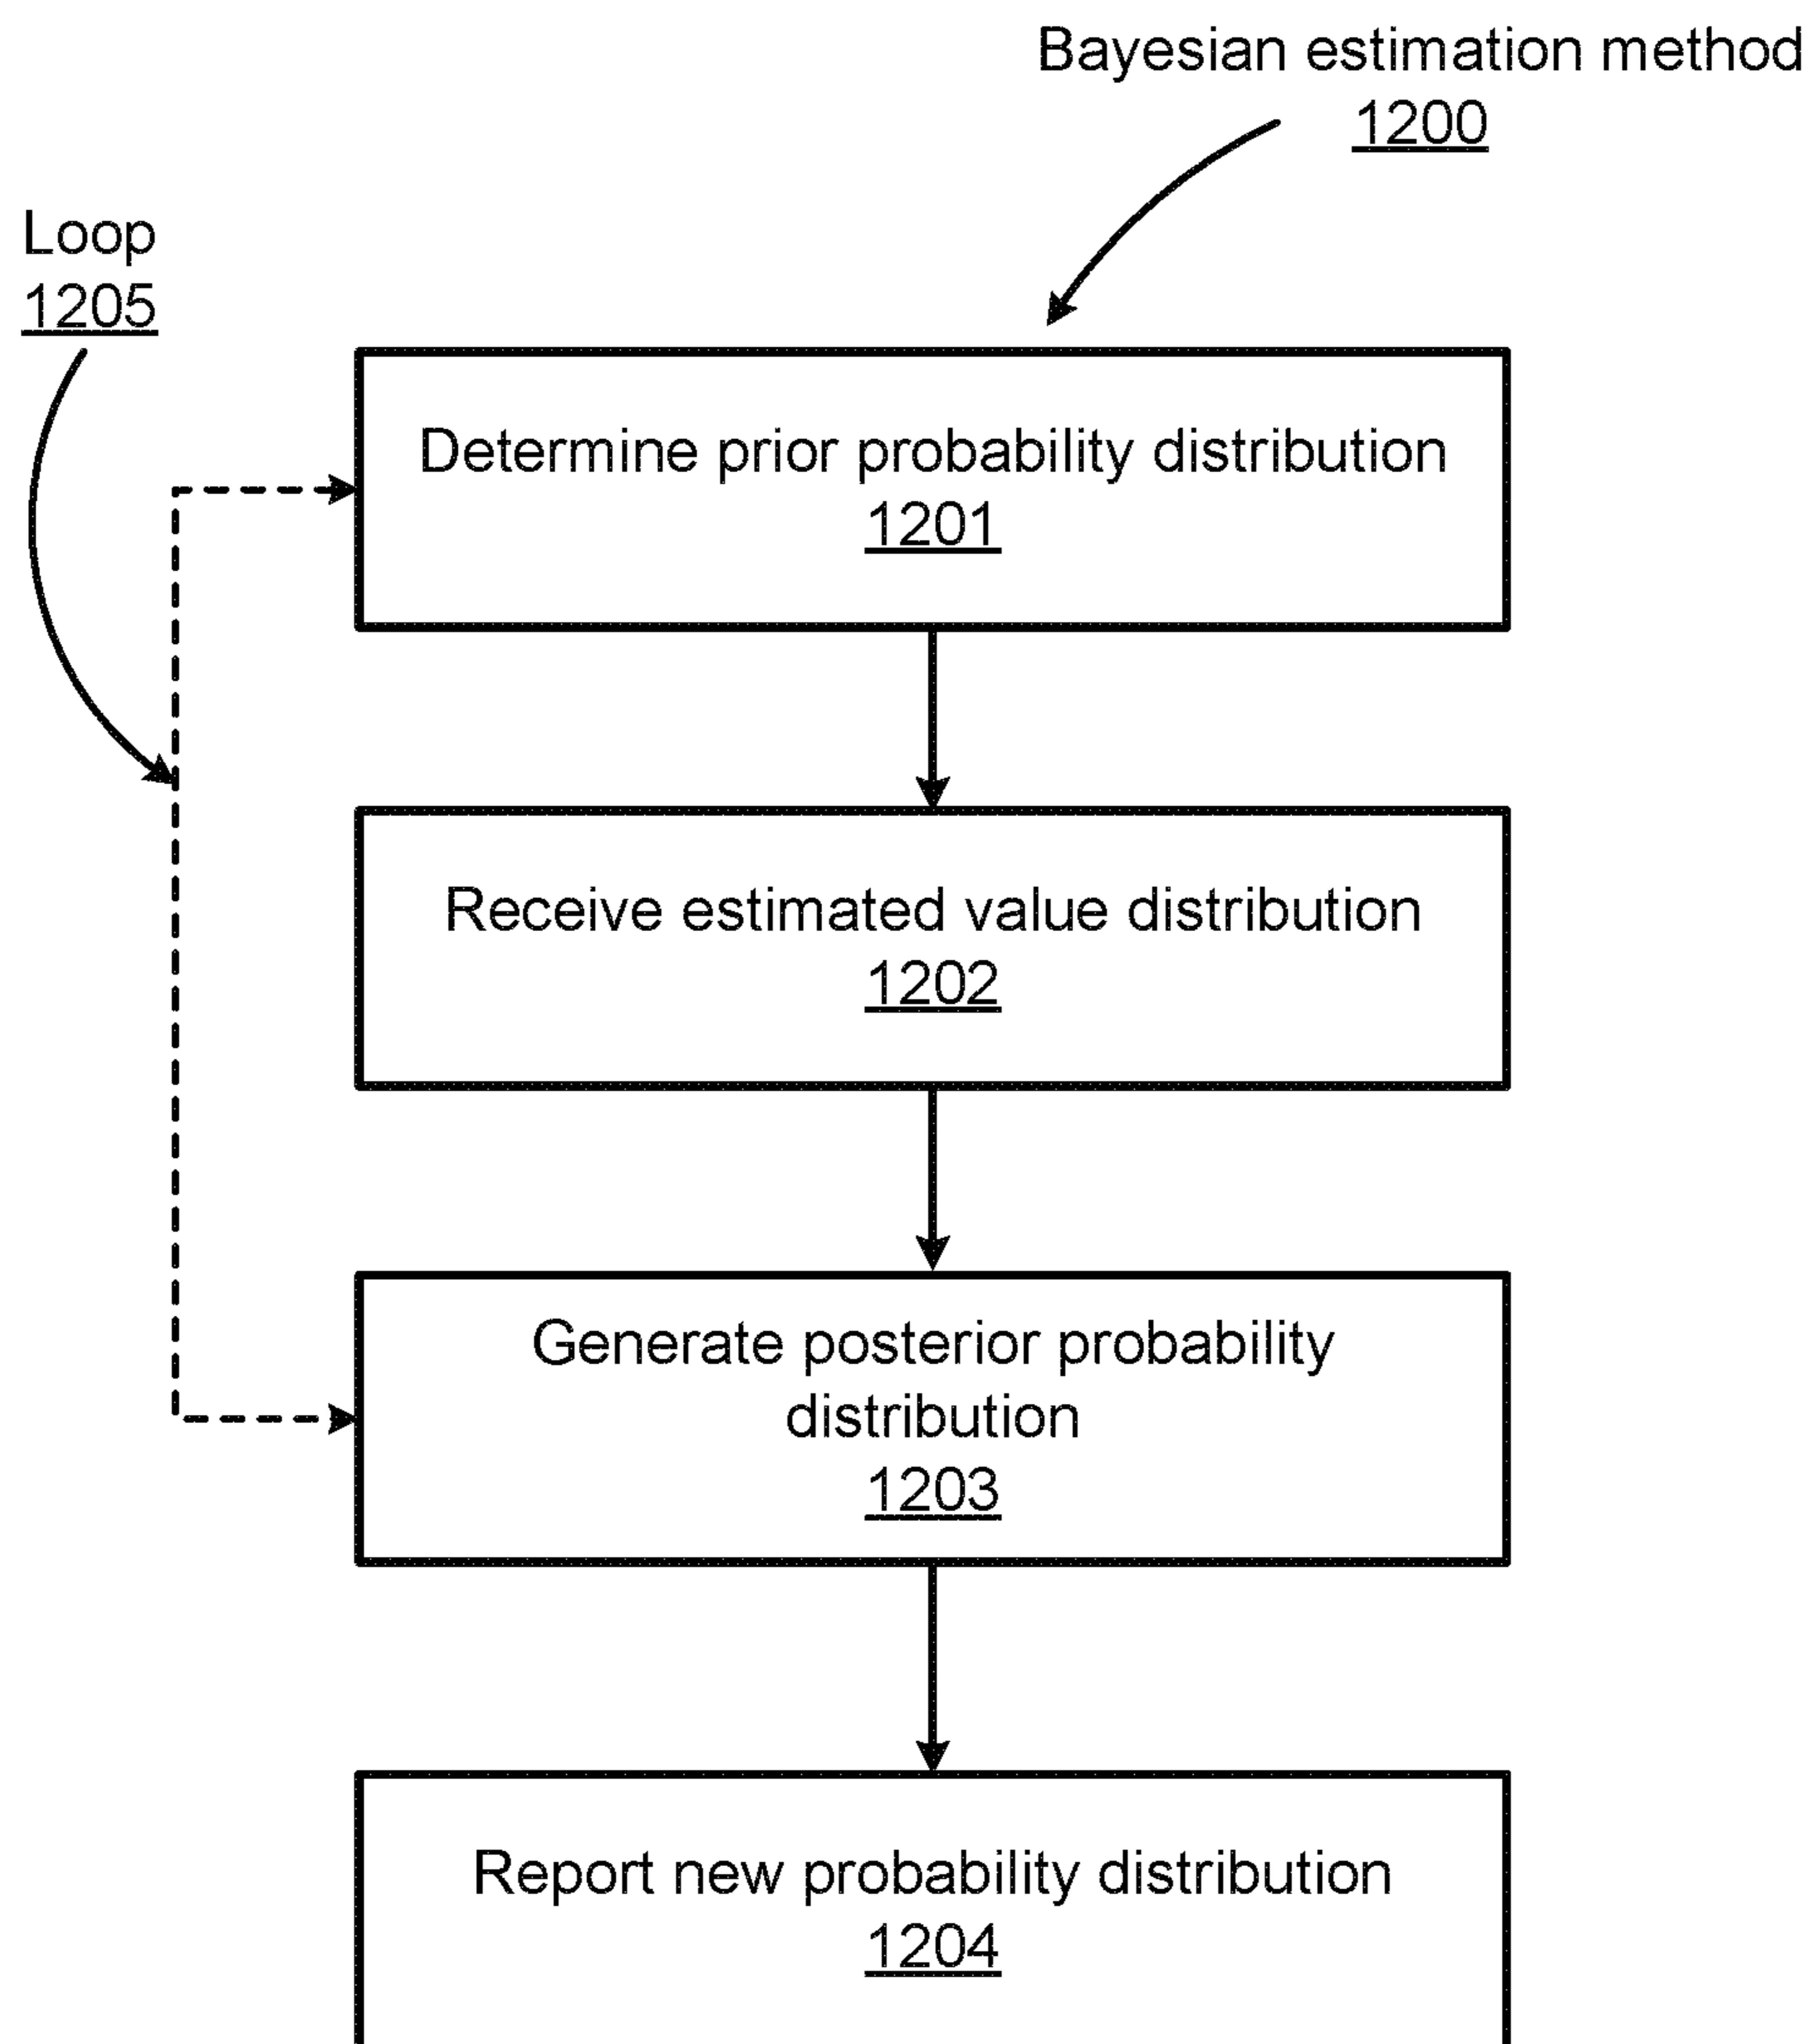 Bayesian estimation method
1200
Loop
1205
Determine prior probability distribution
1201
Receive estimated value distribution
1202
Generate posterior probability
distribution
1203
Report new probability distribution
1204